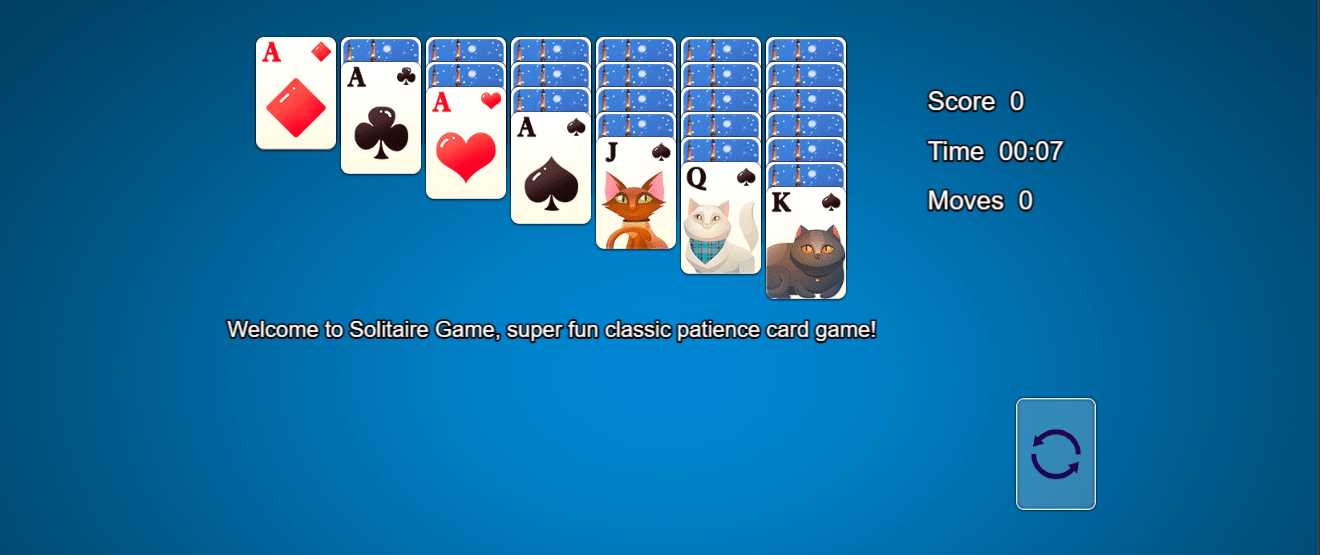 A
A
A
A
J
Q
K
Score 0
Time 00:07
Moves 0
Welcome to Solitaire Game, super fun classic patience card game!